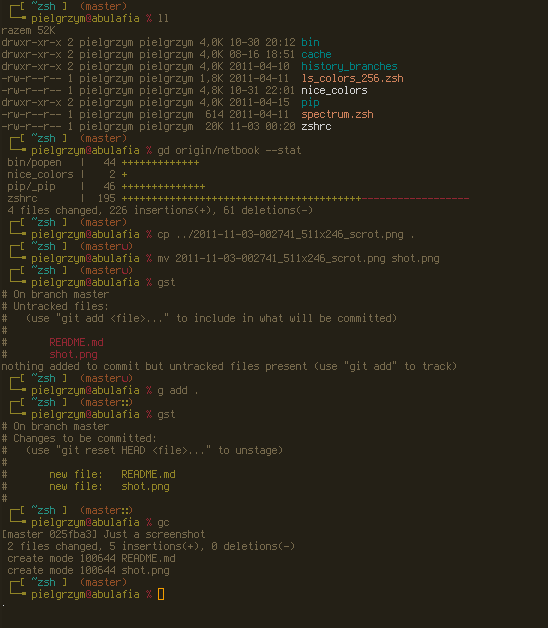 ┌─[ ~zsh ]  (master)
└─╼ pielgrzym@abulafia % ll
razem 52K
drwxr-xr-x 2 pielgrzym pielgrzym 4,0K 10-30 20:12 bin
drwxr-xr-x 2 pielgrzym pielgrzym 4,0K 08-16 18:51 cache
drwxr-xr-x 2 pielgrzym pielgrzym 4,0K 2011-04-10  history_branches
-rw-r--r-- 1 pielgrzym pielgrzym 1,8K 2011-04-11  ls_colors_256.zsh
-rw-r--r-- 1 pielgrzym pielgrzym 4,8K 10-31 22:01 nice_colors
drwxr-xr-x 2 pielgrzym pielgrzym 4,0K 2011-04-15  pip
-rw-r--r-- 1 pielgrzym pielgrzym  614 2011-04-11  spectrum.zsh
-rw-r--r-- 1 pielgrzym pielgrzym  20K 11-03 00:20 zshrc
┌─[ ~zsh ]  (master)
└─╼ pielgrzym@abulafia % gd origin/netbook --stat
 bin/popen   |   44 +++++++++++++
 nice_colors |    2 +
 pip/_pip    |   46 ++++++++++++++
 zshrc       |  195 ++++++++++++++++++++++++++++++++++++++++------------------
 4 files changed, 226 insertions(+), 61 deletions(-)
┌─[ ~zsh ]  (master)
└─╼ pielgrzym@abulafia % cp ../2011-11-03-002741_511x246_scrot.png .
┌─[ ~zsh ]  (master∪)
└─╼ pielgrzym@abulafia % mv 2011-11-03-002741_511x246_scrot.png shot.png
┌─[ ~zsh ]  (master∪)
└─╼ pielgrzym@abulafia % gst
# On branch master
# Untracked files:
#   (use "git add <file>..." to include in what will be committed)
#
#       README.md
#       shot.png
nothing added to commit but untracked files present (use "git add" to track)
┌─[ ~zsh ]  (master∪)
└─╼ pielgrzym@abulafia % g add .
┌─[ ~zsh ]  (master::)
└─╼ pielgrzym@abulafia % gst
# On branch master
# Changes to be committed:
#   (use "git reset HEAD <file>..." to unstage)
#
#       new file:   README.md
#       new file:   shot.png
#
┌─[ ~zsh ]  (master::)
└─╼ pielgrzym@abulafia % gc
[master 025fba3] Just a screenshot
 2 files changed, 5 insertions(+), 0 deletions(-)
 create mode 100644 README.md
 create mode 100644 shot.png
┌─[ ~zsh ]  (master)
└─╼ pielgrzym@abulafia %
.